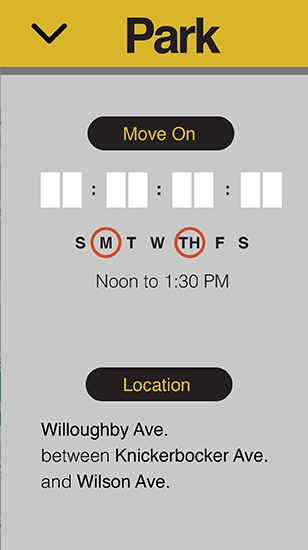 Park
Move On
: : :
S M T W TH F S
Noon to 1:30 PM
Location
Willoughby Ave.
between Knickerbocker Ave.
and Wilson Ave.